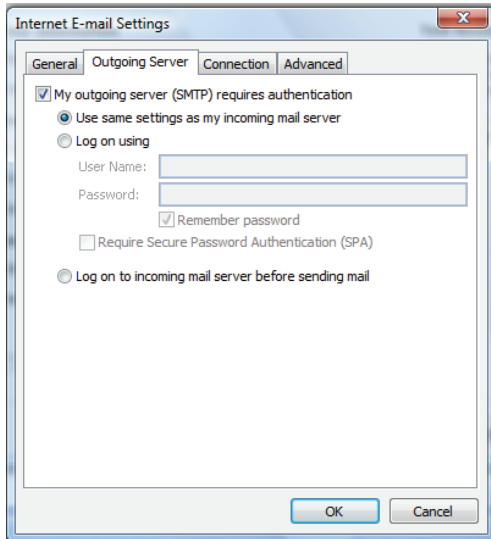 Internet E-mail Settings
General Outgoing Server Connection Advanced
My outgoing server (SMTP) requires authentication
Use same settings as my incoming mail server
Log on using
User Name:
Password:
Remember password
Require Secure Password Authentication (SPA)
Log on to incoming mail server before sending mail
OK Cancel